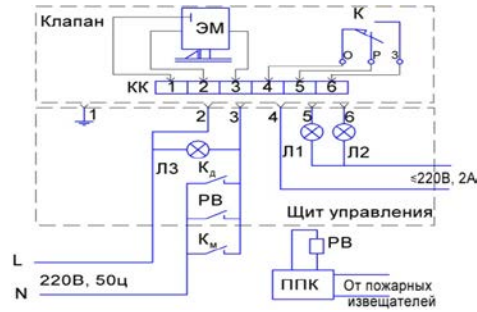 Клапан
ЭМ
К
О Р З
КК 1 2 3 4 5 6
1 2 3 4 5 6
Л3 Л1 Л2
Кд
РВ
Км
≤220В, 2А
Щит управления
L
220В, 50ц
N
РВ
ППК
От пожарных
извещателей